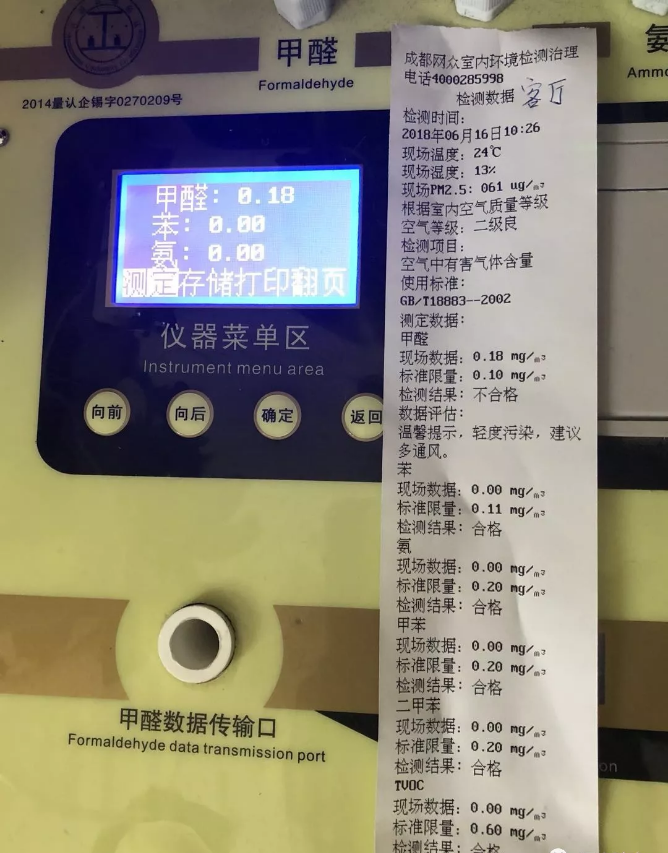 甲醛
Formaldehyde
2014量认企锡字0270209号
氨
Ammo
甲醛: 0.18
苯: 0.00
氨: 0.00
测定存储打印翻页
仪器菜单区
Instrument menu area
向前
向后
确定
返回
甲醛数据传输口
Formaldehyde data transmission port
on
成都网众室内环境检测治理
电话4000285998
检测数据 客厅
检测时间:
2018年06月16日10:26
现场温度: 24℃
现场湿度: 13%
现场PM2.5: 061 ug/m3
根据室内空气质量等级
空气等级: 二级良
检测项目:
空气中有害气体含量
使用标准:
GB/T18883--2002
测定数据:
甲醛
现场数据: 0.18 mg/m3
标准限量: 0.10 mg/m3
检测结果: 不合格
数据评估:
温馨提示, 轻度污染, 建议
多通风。
苯
现场数据: 0.00 mg/m3
标准限量: 0.11 mg/m3
检测结果: 合格
氨
现场数据: 0.00 mg/m3
标准限量: 0.20 mg/m3
检测结果: 合格
甲苯
现场数据: 0.00 mg/m3
标准限量: 0.20 mg/m3
检测结果: 合格
二甲苯
现场数据: 0.00 mg/m3
标准限量: 0.20 mg/m3
检测结果: 合格
TVOC
现场数据: 0.00 mg/m3
标准限量: 0.60 mg/m3
检测结果: 合格